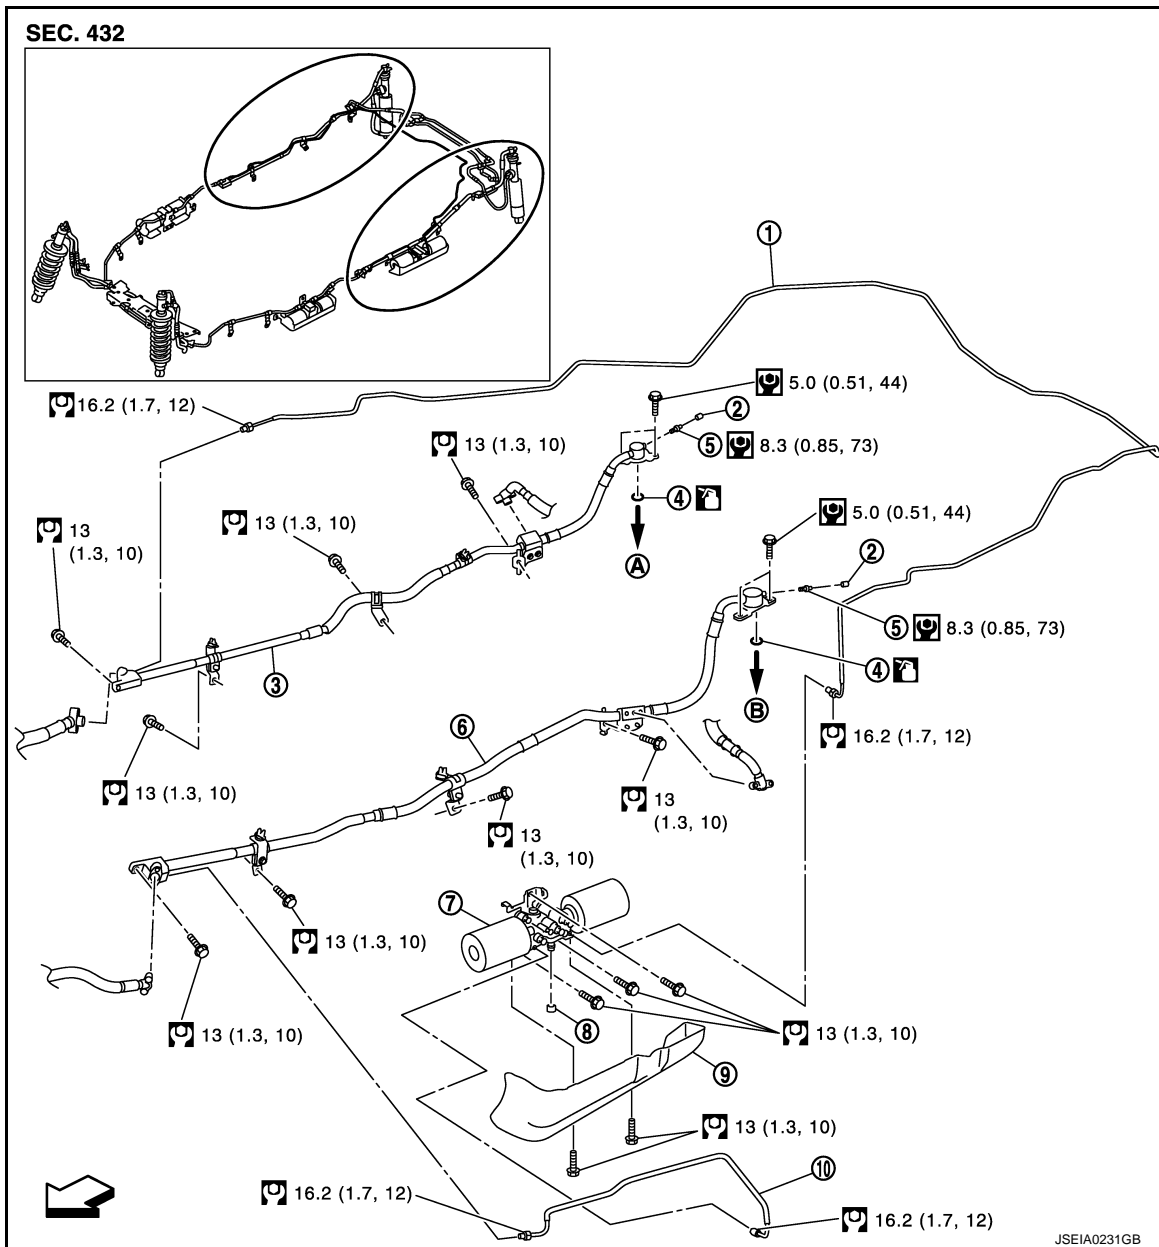 SEC. 432
1
16.2 (1.7, 12)
5.0 (0.51, 44)
2
13 (1.3, 10)
5
8.3 (0.85, 73)
4
13
(1.3, 10)
13 (1.3, 10)
A
5.0 (0.51, 44)
2
5
8.3 (0.85, 73)
4
3
B
6
16.2 (1.7, 12)
13 (1.3, 10)
13
(1.3, 10)
13
(1.3, 10)
7
13 (1.3, 10)
13 (1.3, 10)
8
13 (1.3, 10)
9
13 (1.3, 10)
10
16.2 (1.7, 12)
16.2 (1.7, 12)
JSEIA0231GB